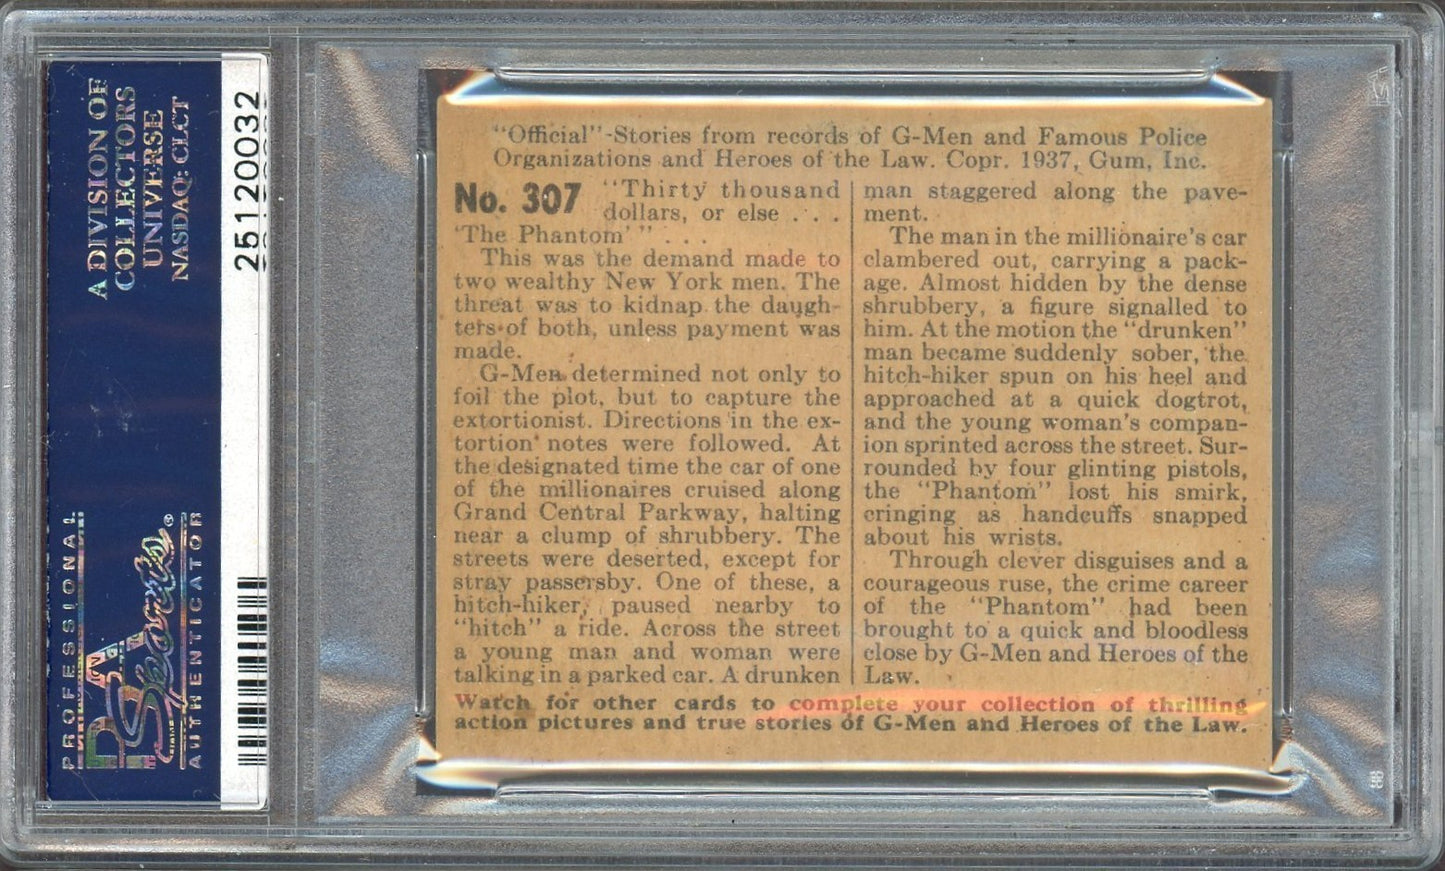 "Official"-Stories from records of G-Men and Famous Police
Organizations and Heroes of the Law. Copr. 1937, Gum, Inc.
No. 307 "Thirty thousand
dollars, or else . . .
'The Phantom' " . . .
This was the demand made to
two wealthy New York men. The
threat was to kidnap the daugh-
ters of both, unless payment was
made.
G-Men determined not only to
foil the plot, but to capture the
extortionist. Directions in the ex-
tortion notes were followed. At
the designated time the car of one
of the millionaires cruised along
Grand Central Parkway, halting
near a clump of shrubbery. The
streets were deserted, except for
stray passersby. One of these, a
hitch-hiker, paused nearby to
"hitch" a ride. Across the street
a young man and woman were
talking in a parked car. A drunken
man staggered along the pave-
ment.
The man in the millionaire's car
clambered out, carrying a pack-
age. Almost hidden by the dense
shrubbery, a figure signalled to
him. At the motion the "drunken"
man became suddenly sober, the
hitch-hiker spun on his heel and
approached at a quick dogtrot,
and the young woman's compan-
ion sprinted across the street. Sur-
rounded by four glinting pistols,
the "Phantom" lost his smirk,
cringing as handcuffs snapped
about his wrists.
Through clever disguises and a
courageous ruse, the crime career
of the "Phantom" had been
brought to a quick and bloodless
close by G-Men and Heroes of the
Law.
Watch for other cards to complete your collection of thrilling
action pictures and true stories of G-Men and Heroes of the Law.
A DIVISION OF
COLLECTORS
UNIVERSE
NASDAQ: CLCT
25120032
PROFESSIONAL
PSA
Sports®
AUTHENTICATOR